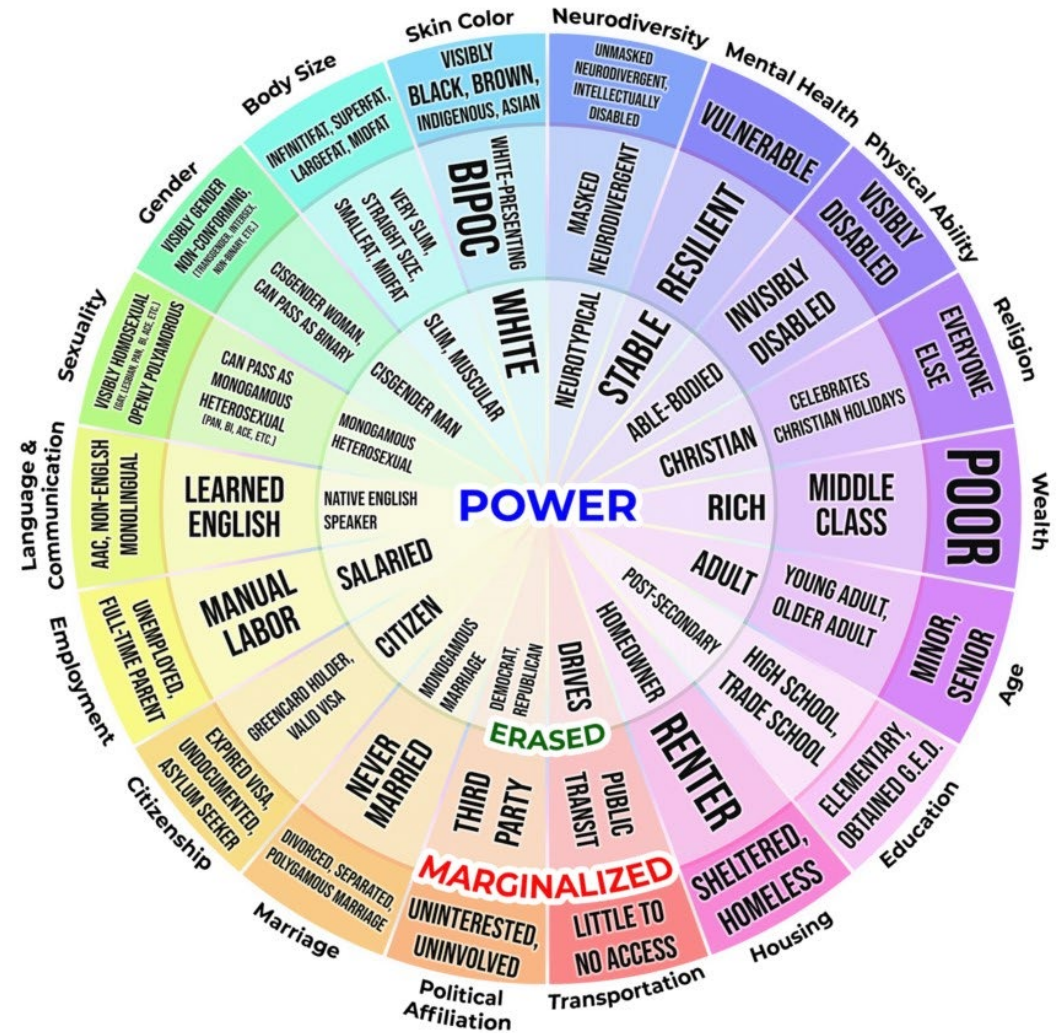 Skin Color
VISIBLY
BLACK, BROWN,
INDIGENOUS, ASIAN
WHITE-PRESENTING
BIPOC
WHITE
Neurodiversity
UNMASKED
NEURODIVERGENT,
INTELLECTUALLY
DISABLED
MASKED
NEURODIVERGENT
NEUROTYPICAL
Mental Health
VULNERABLE
RESILIENT
STABLE
Physical Ability
VISIBLY
DISABLED
INVISIBLY
DISABLED
ABLE-BODIED
Religion
EVERYONE
ELSE
CELEBRATES
CHRISTIAN HOLIDAYS
CHRISTIAN
Wealth
POOR
MIDDLE
CLASS
RICH
Age
MINOR,
SENIOR
YOUNG ADULT,
OLDER ADULT
ADULT
Education
ELEMENTARY,
OBTAINED G.E.D.
HIGH SCHOOL,
TRADE SCHOOL
POST-SECONDARY
Housing
SHELTERED,
HOMELESS
RENTER
HOMEOWNER
Transportation
LITTLE TO
NO ACCESS
PUBLIC
TRANSIT
DRIVES
Political
Affiliation
UNINTERESTED,
UNINVOLVED
THIRD
PARTY
DEMOCRAT,
REPUBLICAN
Marriage
DIVORCED, SEPARATED,
POLYGAMOUS MARRIAGE
NEVER
MARRIED
MONOGAMOUS
MARRIAGE
Citizenship
EXPIRED VISA,
UNDOCUMENTED,
ASYLUM SEEKER
GREENCARD HOLDER,
VALID VISA
CITIZEN
Employment
UNEMPLOYED,
FULL-TIME PARENT
MANUAL
LABOR
SALARIED
Language &
Communication
AAC, NON-ENGLSH
MONOLINGUAL
LEARNED
ENGLISH
NATIVE ENGLISH
SPEAKER
Sexuality
VISIBLY HOMOSEXUAL
(GAY, LESBIAN, PAN, BI, ACE, ETC.)
OPENLY POLYAMOROUS
CAN PASS AS
MONOGAMOUS
HETEROSEXUAL
(PAN, BI, ACE, ETC.)
MONOGAMOUS
HETEROSEXUAL
Gender
VISIBLY GENDER
NON-CONFORMING,
(TRANSGENDER, INTERSEX,
NON-BINARY, ETC.)
CISGENDER WOMAN,
CAN PASS AS BINARY
CISGENDER MAN
Body Size
INFINITIFAT, SUPERFAT,
LARGEFAT, MIDFAT
VERY SLIM,
STRAIGHT SIZE,
SMALLFAT, MIDFAT
SLIM, MUSCULAR
POWER
ERASED
MARGINALIZED